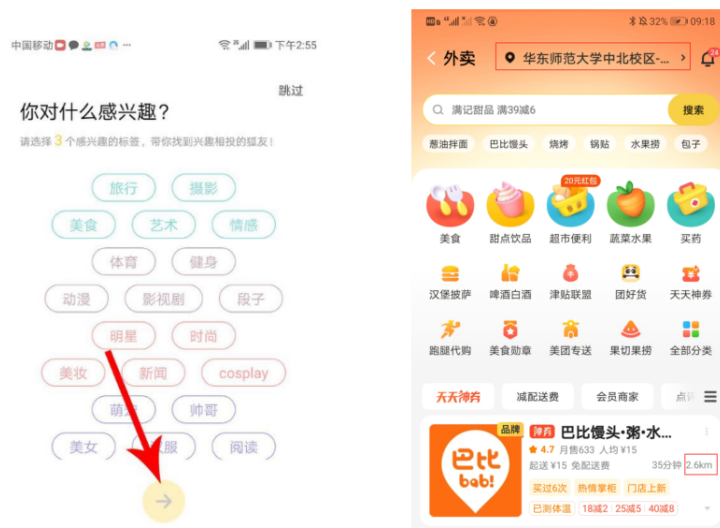 中国移动
下午2:55
跳过
你对什么感兴趣?
请选择 3 个感兴趣的标签，带你找到兴趣相投的狐友!
旅行 摄影
美食 艺术 情感
体育 健身
动漫 影视剧 段子
明星 时尚
美妆 新闻 cosplay
萌 帅哥
美女 服 阅读
32% 09:18
外卖 华东师范大学中北校区-... 24
满记甜品 满39减6 搜索
葱油拌面 巴比馒头 烧烤 锅贴 水果捞 包子
20元红包
美食 甜点饮品 超市便利 蔬菜水果 买药
汉堡披萨 啤酒白酒 津贴联盟 团好货 天天神券
跑腿代购 美食勋章 美团专送 果切果捞 全部分类
天天神券 减配送费 会员商家 点
品牌 神券 巴比馒头·粥·水...
4.7 月售633 人均 ¥15
起送 ¥15 免配送费 35分钟 2.6km
巴比
babi!
买过6次 热情掌柜 门店上新
已测体温 18减2 25减5 40减8